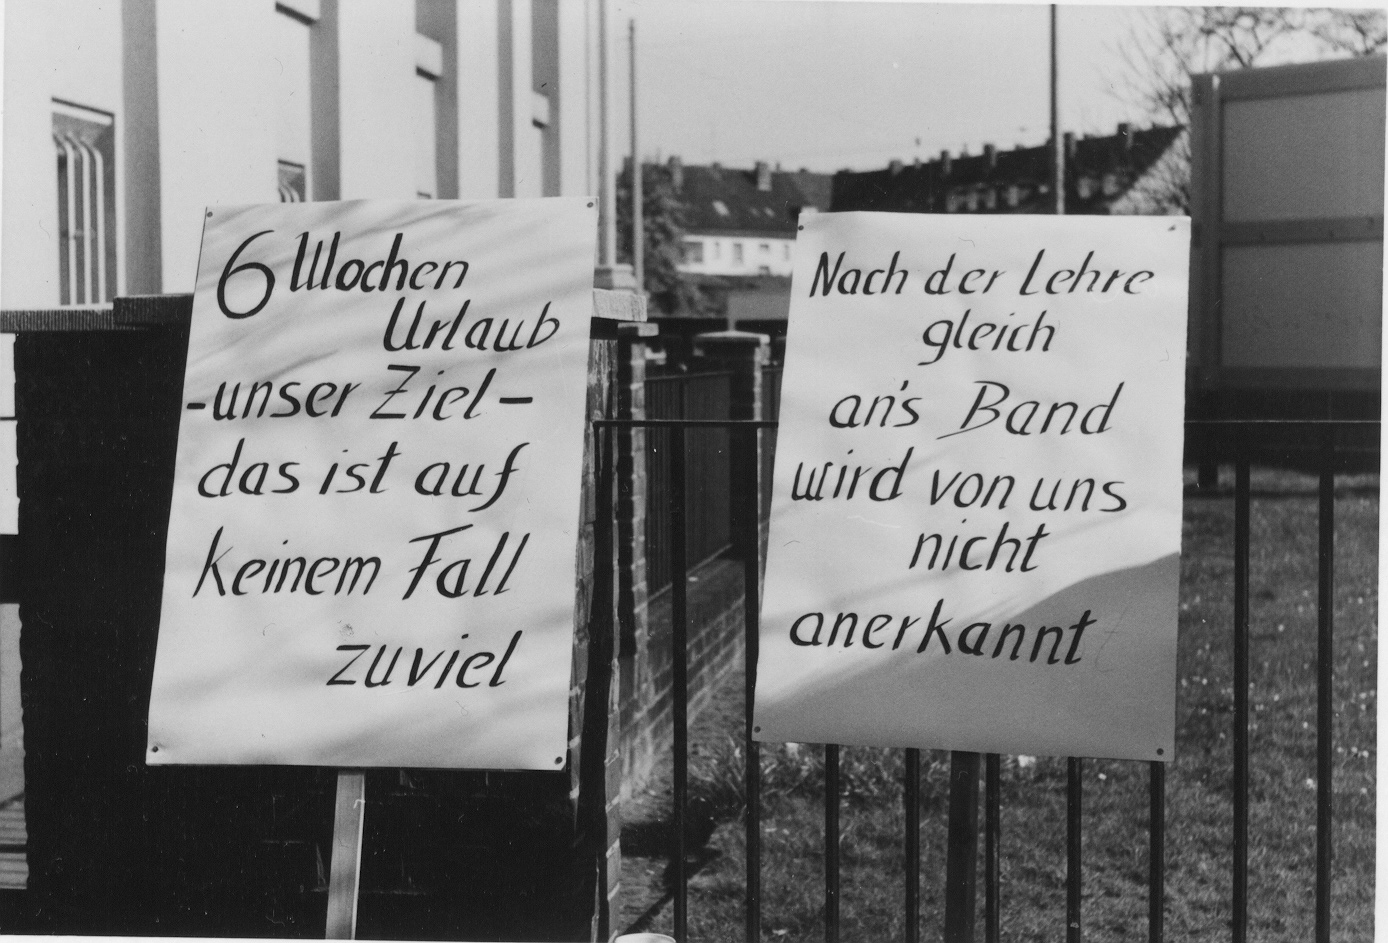 6 Wochen
Urlaub
-unser Ziel-
das ist auf
keinem Fall
zuviel
Nach der Lehre
gleich
an's Band
wird von uns
nicht
anerkannt